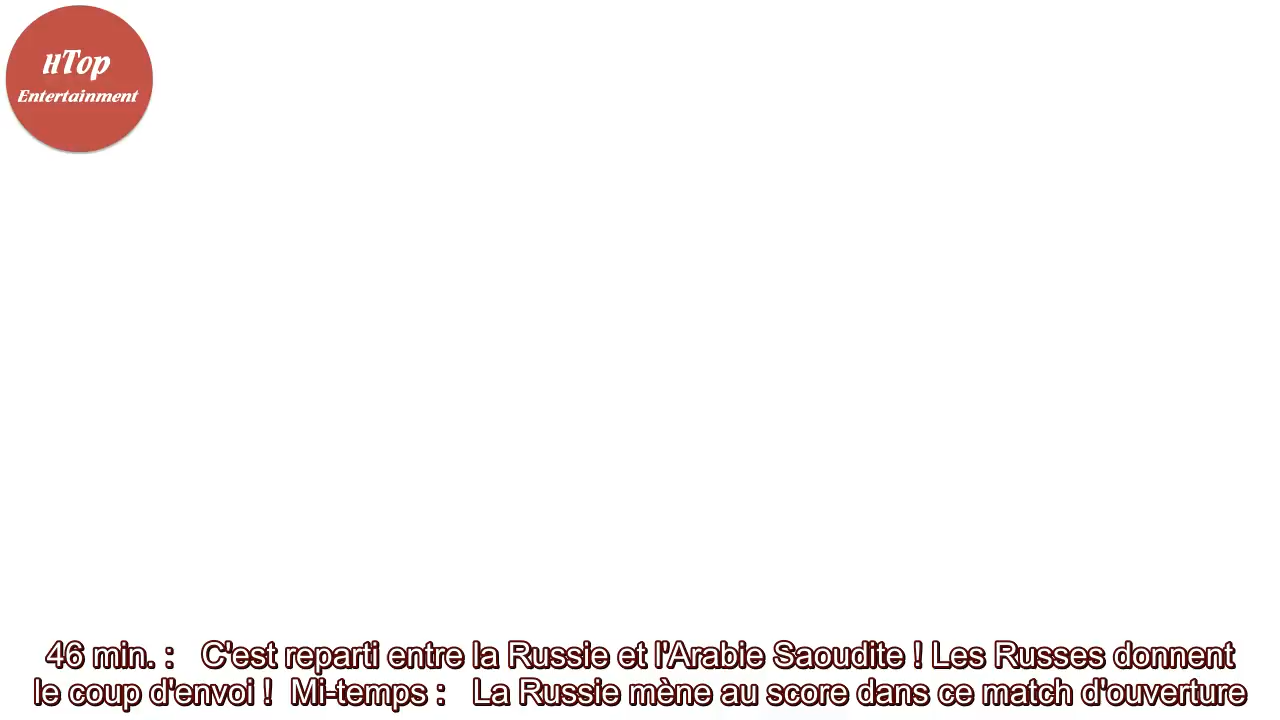 HTop
Entertainment
46 min. : C'est reparti entre la Russie et l'Arabie Saoudite ! Les Russes donnent
le coup d'envoi ! Mi-temps : La Russie mène au score dans ce match d'ouverture